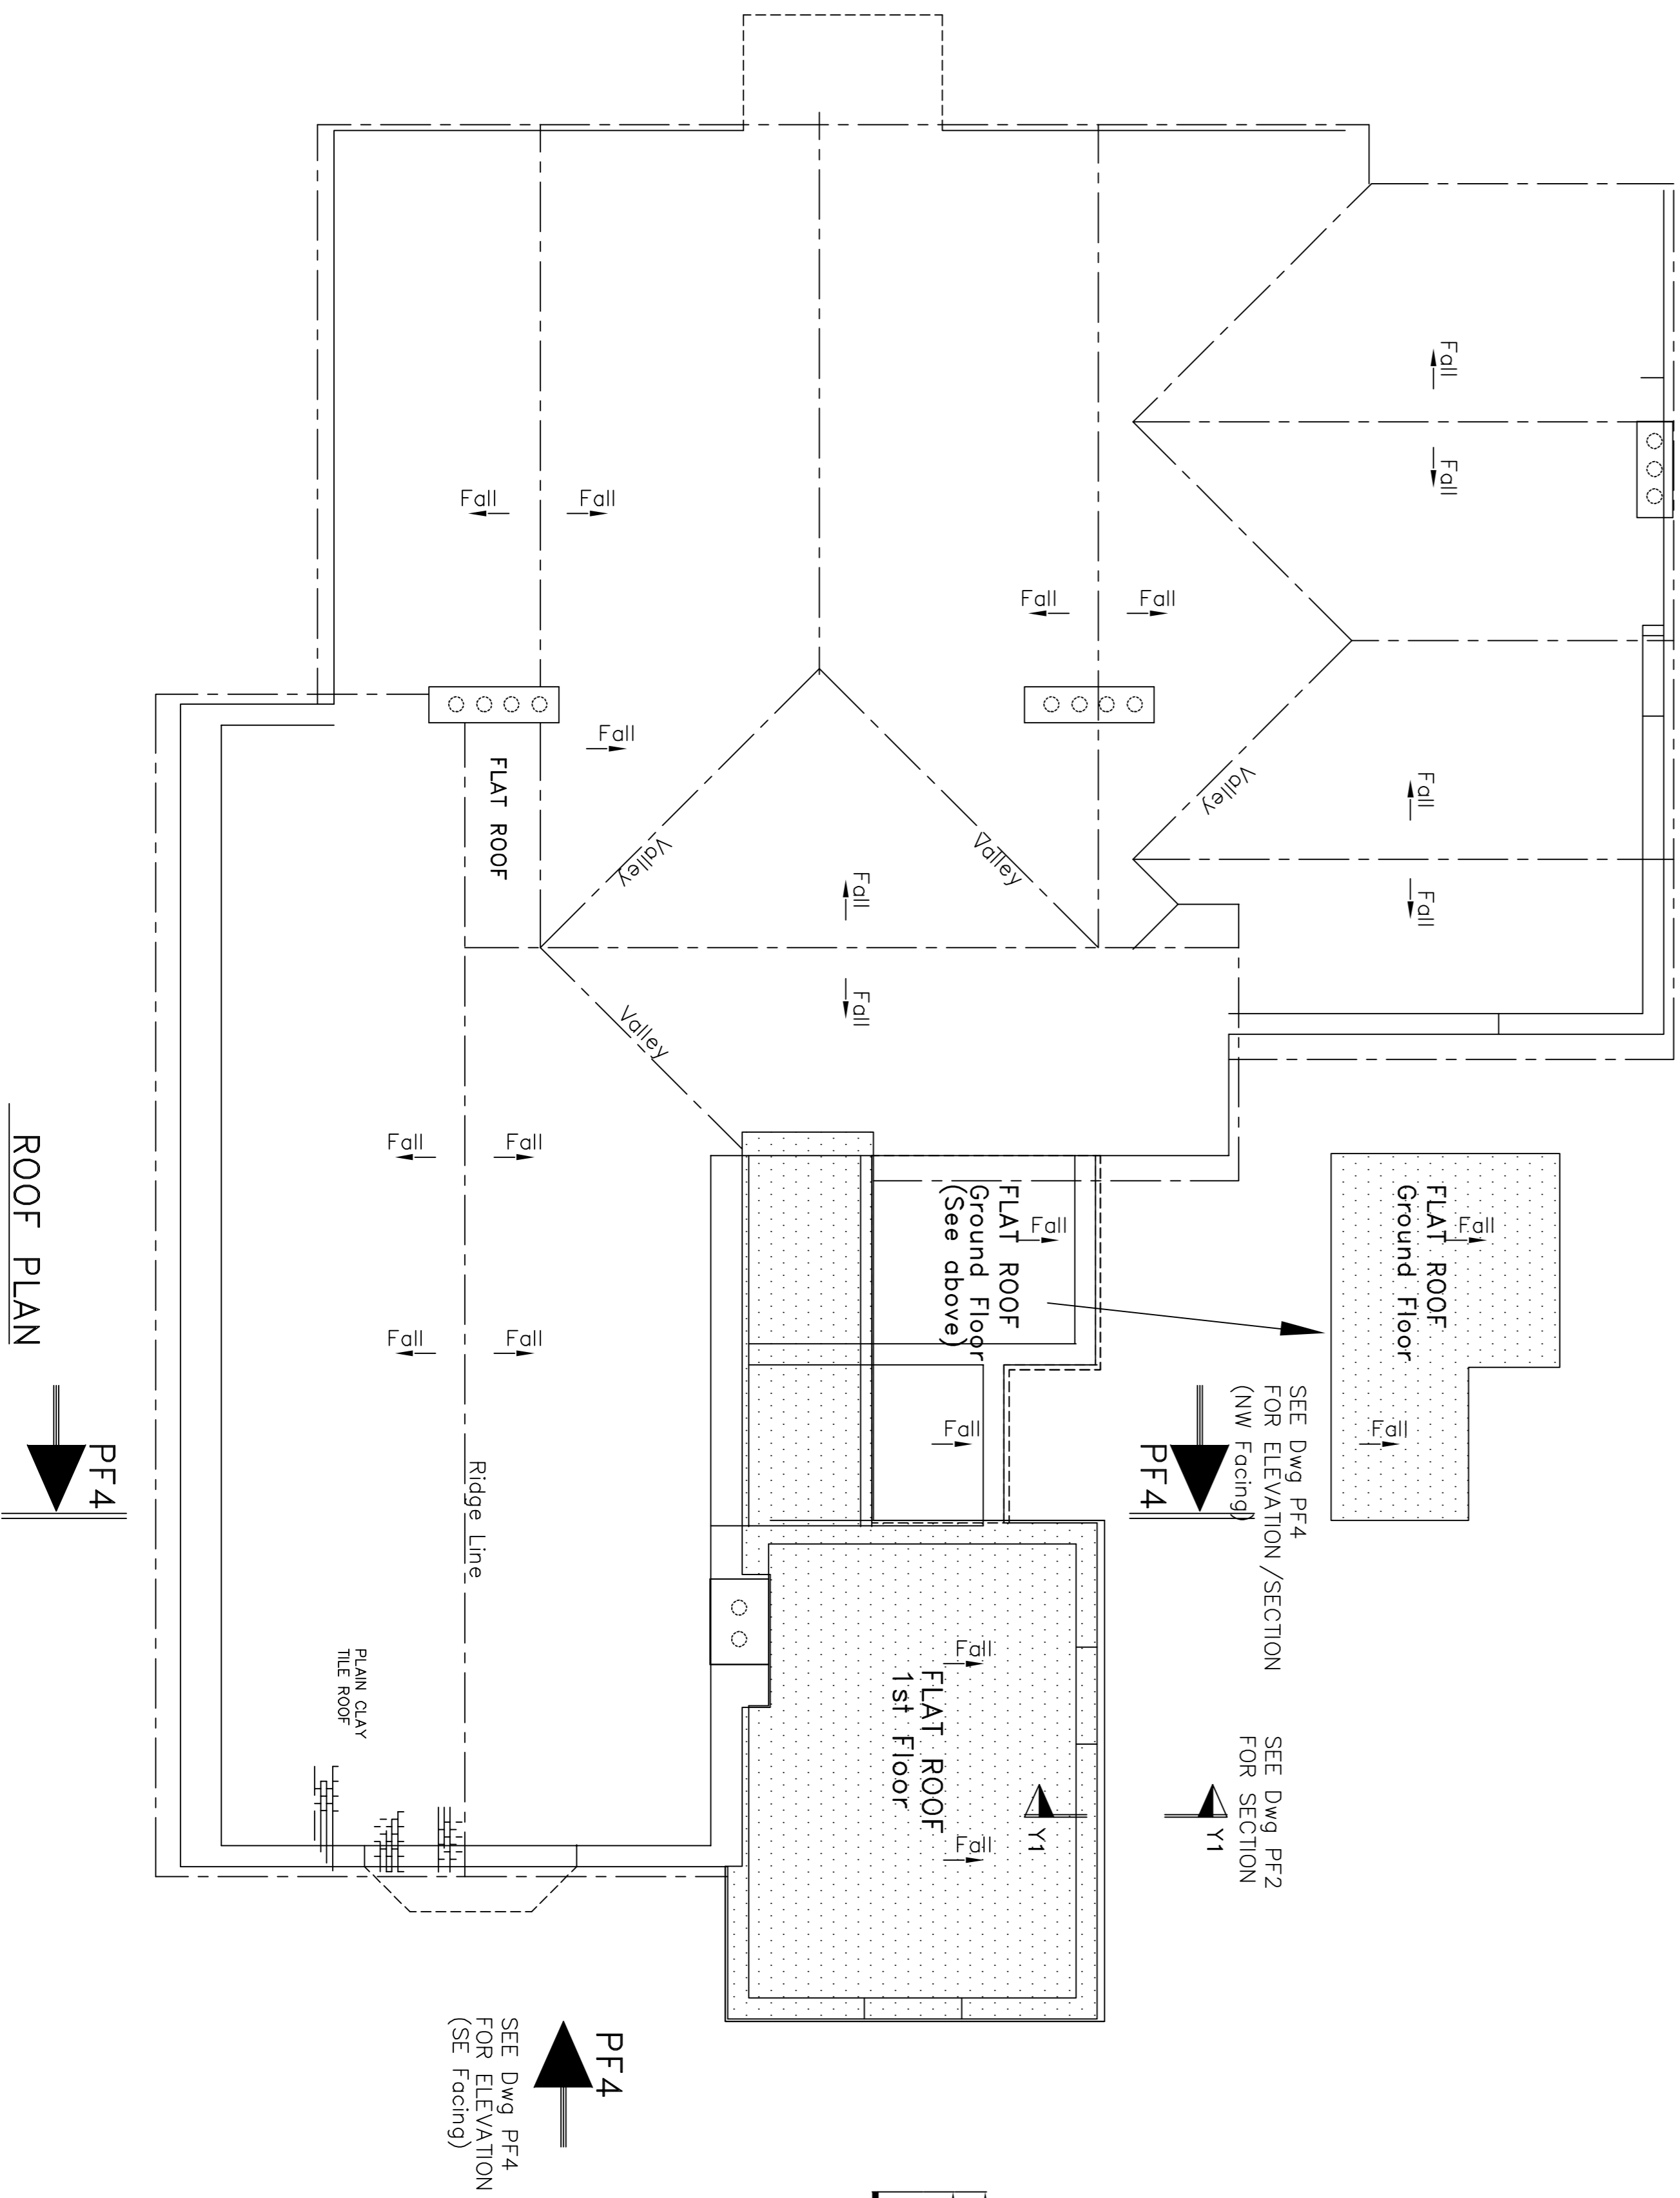 Fall
Fall
Fall
Fall
Fall
Fall
Fall
Valley
Fall
FLAT ROOF
Fall
Valley
Valley
Fall
Fall
Fall
Valley
Fall
Fall
Fall
Fall
Ridge Line
PLAIN CLAY
TILE ROOF
FLAT ROOF
Ground Floor
(See above)
Fall
Fall
FLAT ROOF
Ground Floor
Fall
Fall
SEE Dwg PF4
FOR ELEVATION/SECTION
(NW Facing)
PF4
SEE Dwg PF2
FOR SECTION
Y1
Y1
FLAT ROOF
1st Floor
Fall
Fall
PF4
SEE Dwg PF4
FOR ELEVATION
(SE Facing)
PF4
ROOF PLAN